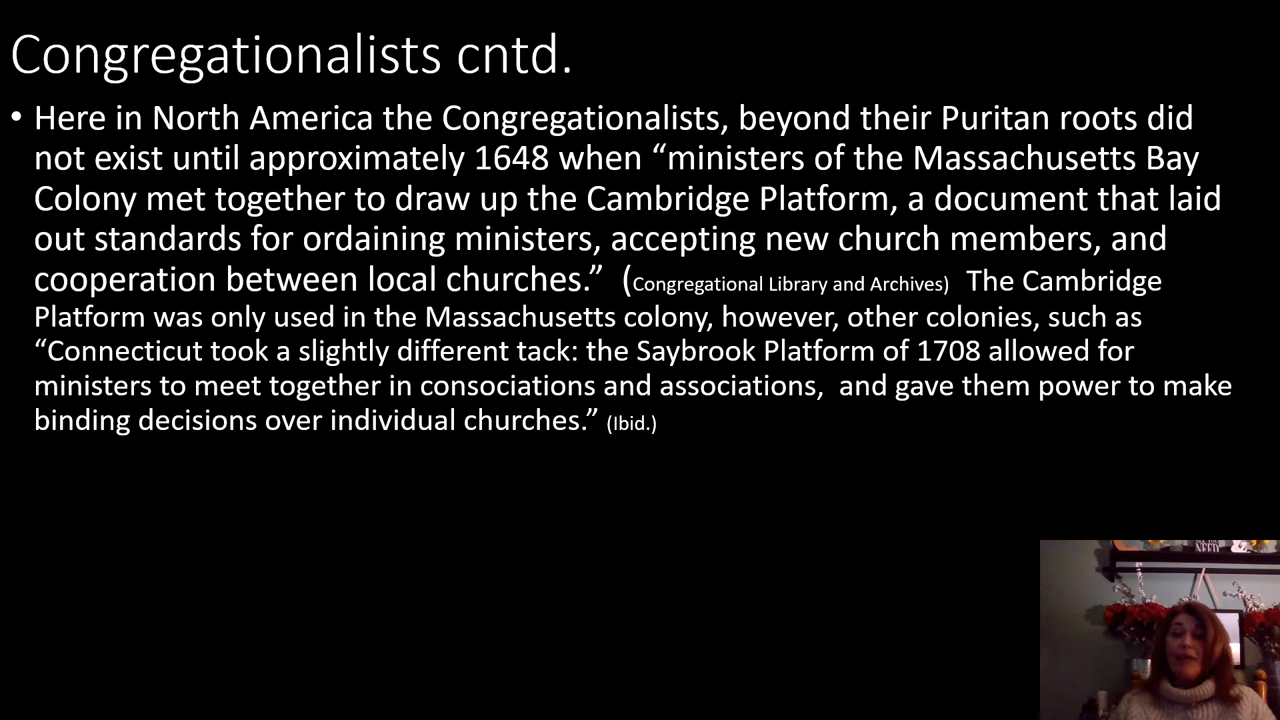 Congregationalists cntd.
• Here in North America the Congregationalists, beyond their Puritan roots did
not exist until approximately 1648 when “ministers of the Massachusetts Bay
Colony met together to draw up the Cambridge Platform, a document that laid
out standards for ordaining ministers, accepting new church members, and
cooperation between local churches.” (Congregational Library and Archives) The Cambridge
Platform was only used in the Massachusetts colony, however, other colonies, such as
“Connecticut took a slightly different tack: the Saybrook Platform of 1708 allowed for
ministers to meet together in consociations and associations, and gave them power to make
binding decisions over individual churches.” (Ibid.)
NEED